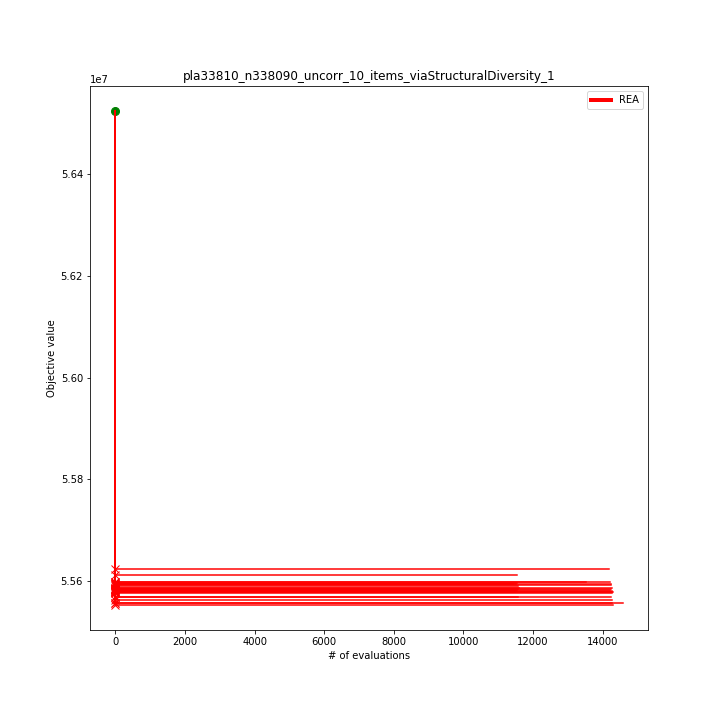 pla33810_n338090_uncorr_10_items_viaStructuralDiversity_1
1e7
REA
5.64
5.62
5.60
5.58
5.56
Objective value
0
2000
4000
6000
8000
10000
12000
14000
# of evaluations